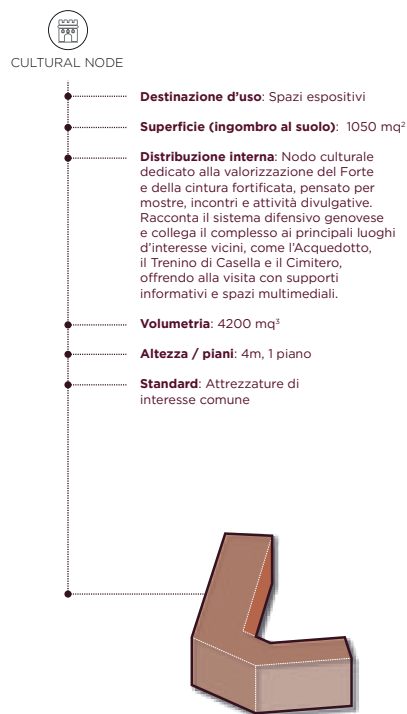 CULTURAL NODE
Destinazione d’uso: Spazi espositivi
Superficie (ingombro al suolo): 1050 mq²
Distribuzione interna: Nodo culturale
dedicato alla valorizzazione del Forte
e della cintura fortificata, pensato per
mostre, incontri e attività divulgative.
Racconta il sistema difensivo genovese
e collega il complesso ai principali luoghi
d’interesse vicini, come l’Acquedotto,
il Trenino di Casella e il Cimitero,
offrendo alla visita con supporti
informativi e spazi multimediali.
Volumetria: 4200 mq³
Altezza / piani: 4m, 1 piano
Standard: Attrezzature di
interesse comune